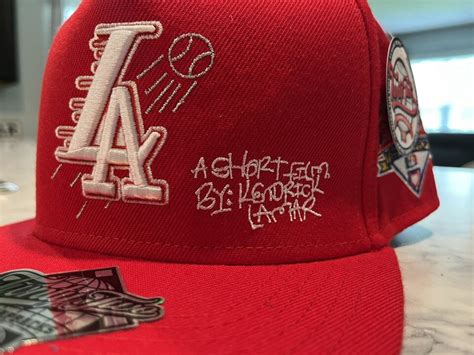 LA
A SHORT FILM
BY: KENDRICK
LAMAR